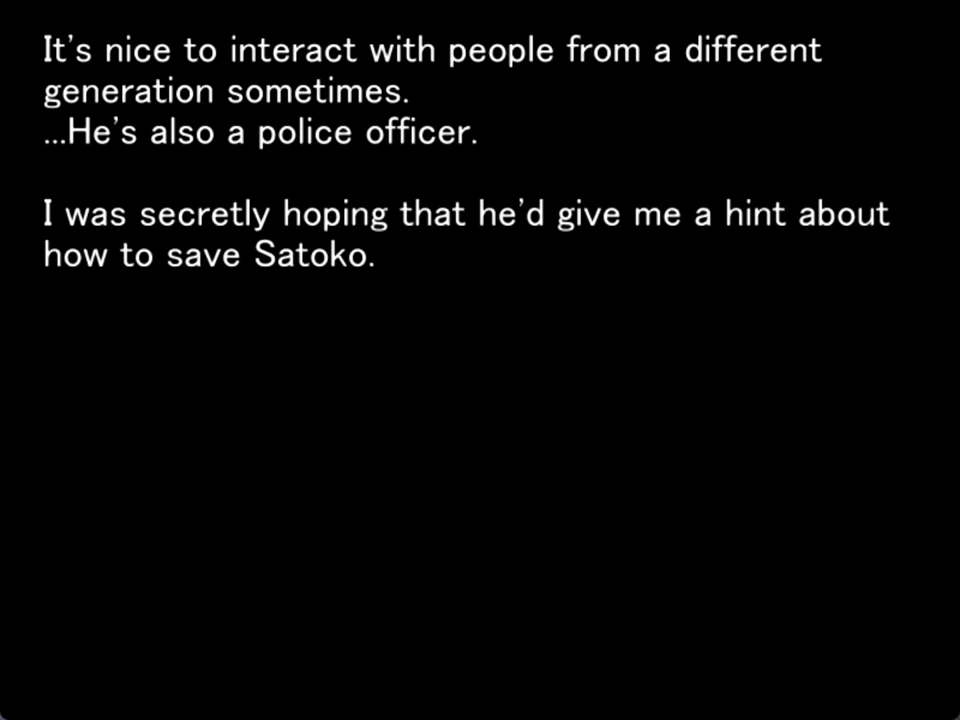 It's nice to interact with people from a different
generation sometimes.
...He's also a police officer.
I was secretly hoping that he'd give me a hint about
how to save Satoko.